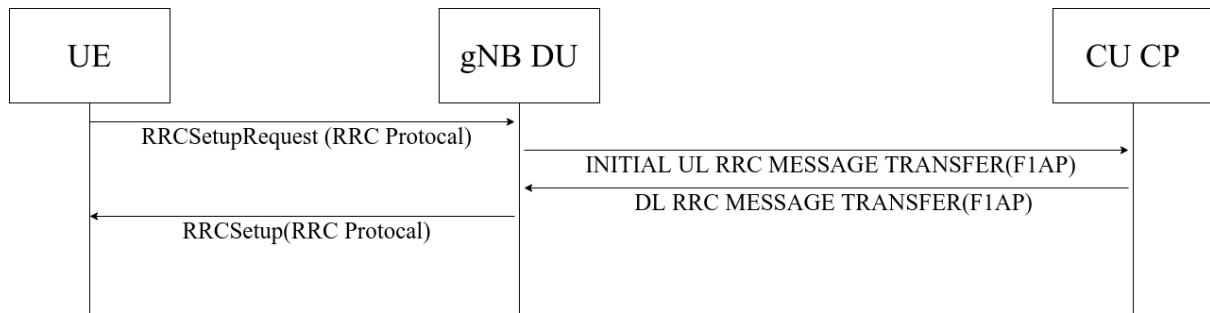 UE
gNB DU
CU CP
RRCSetupRequest (RRC Protocal)
INITIAL UL RRC MESSAGE TRANSFER(F1AP)
DL RRC MESSAGE TRANSFER(F1AP)
RRCSetup(RRC Protocal)